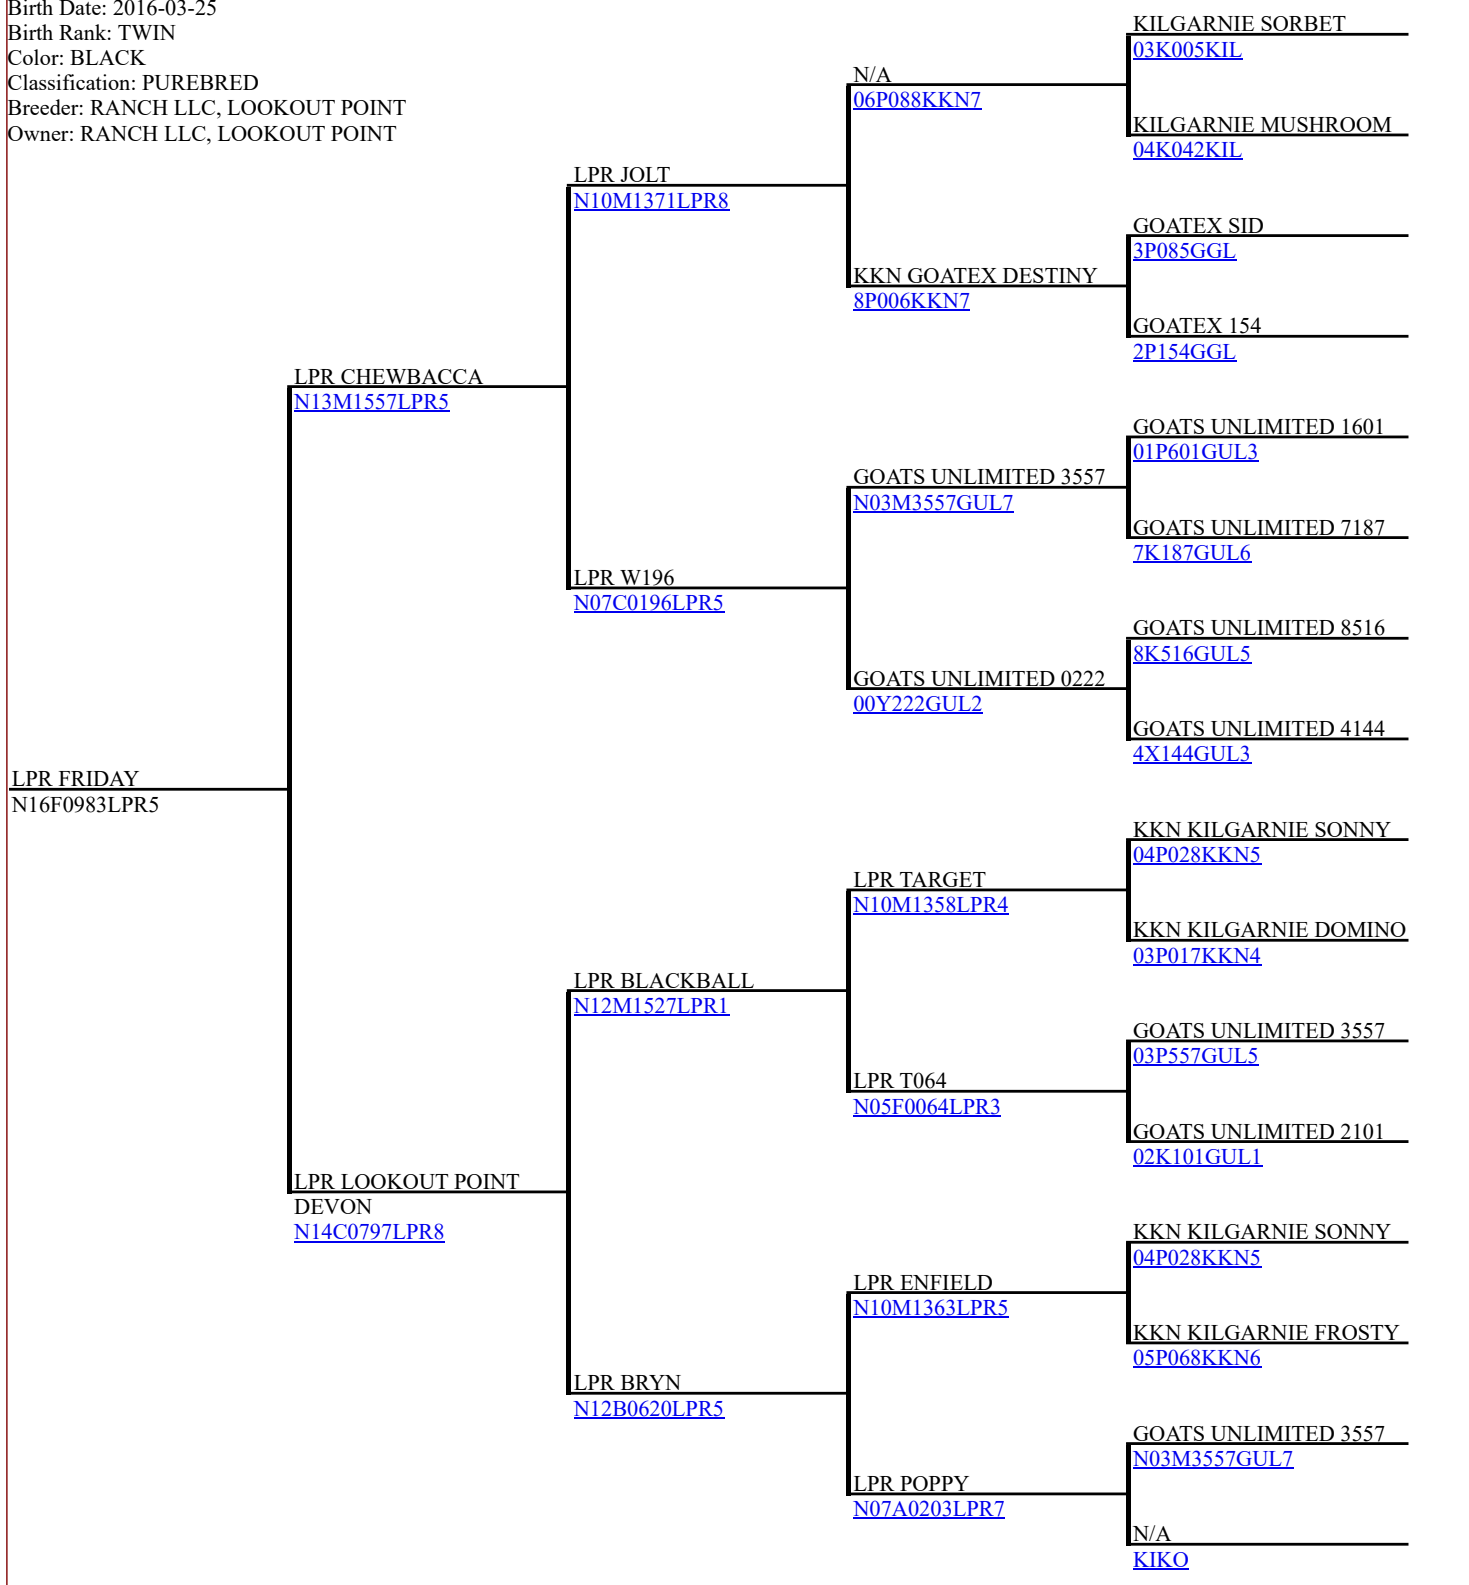 Birth Date: 2016-03-25
Birth Rank: TWIN
Color: BLACK
Classification: PUREBRED
Breeder: RANCH LLC, LOOKOUT POINT
Owner: RANCH LLC, LOOKOUT POINT
LPR FRIDAY
N16F0983LPR5
LPR CHEWBACCA
N13M1557LPR5
LPR LOOKOUT POINT
DEVON
N14C0797LPR8
LPR JOLT
N10M1371LPR8
LPR W196
N07C0196LPR5
LPR BLACKBALL
N12M1527LPR1
LPR BRYN
N12B0620LPR5
N/A
06P088KKN7
KKN GOATEX DESTINY
8P006KKN7
GOATS UNLIMITED 3557
N03M3557GUL7
GOATS UNLIMITED 0222
00Y222GUL2
LPR TARGET
N10M1358LPR4
LPR T064
N05F0064LPR3
LPR ENFIELD
N10M1363LPR5
LPR POPPY
N07A0203LPR7
KILGARNIE SORBET
03K005KIL
KILGARNIE MUSHROOM
04K042KIL
GOATEX SID
3P085GGL
GOATEX 154
2P154GGL
GOATS UNLIMITED 1601
01P601GUL3
GOATS UNLIMITED 7187
7K187GUL6
GOATS UNLIMITED 8516
8K516GUL5
GOATS UNLIMITED 4144
4X144GUL3
KKN KILGARNIE SONNY
04P028KKN5
KKN KILGARNIE DOMINO
03P017KKN4
GOATS UNLIMITED 3557
03P557GUL5
GOATS UNLIMITED 2101
02K101GUL1
KKN KILGARNIE SONNY
04P028KKN5
KKN KILGARNIE FROSTY
05P068KKN6
GOATS UNLIMITED 3557
N03M3557GUL7
N/A
KIKO